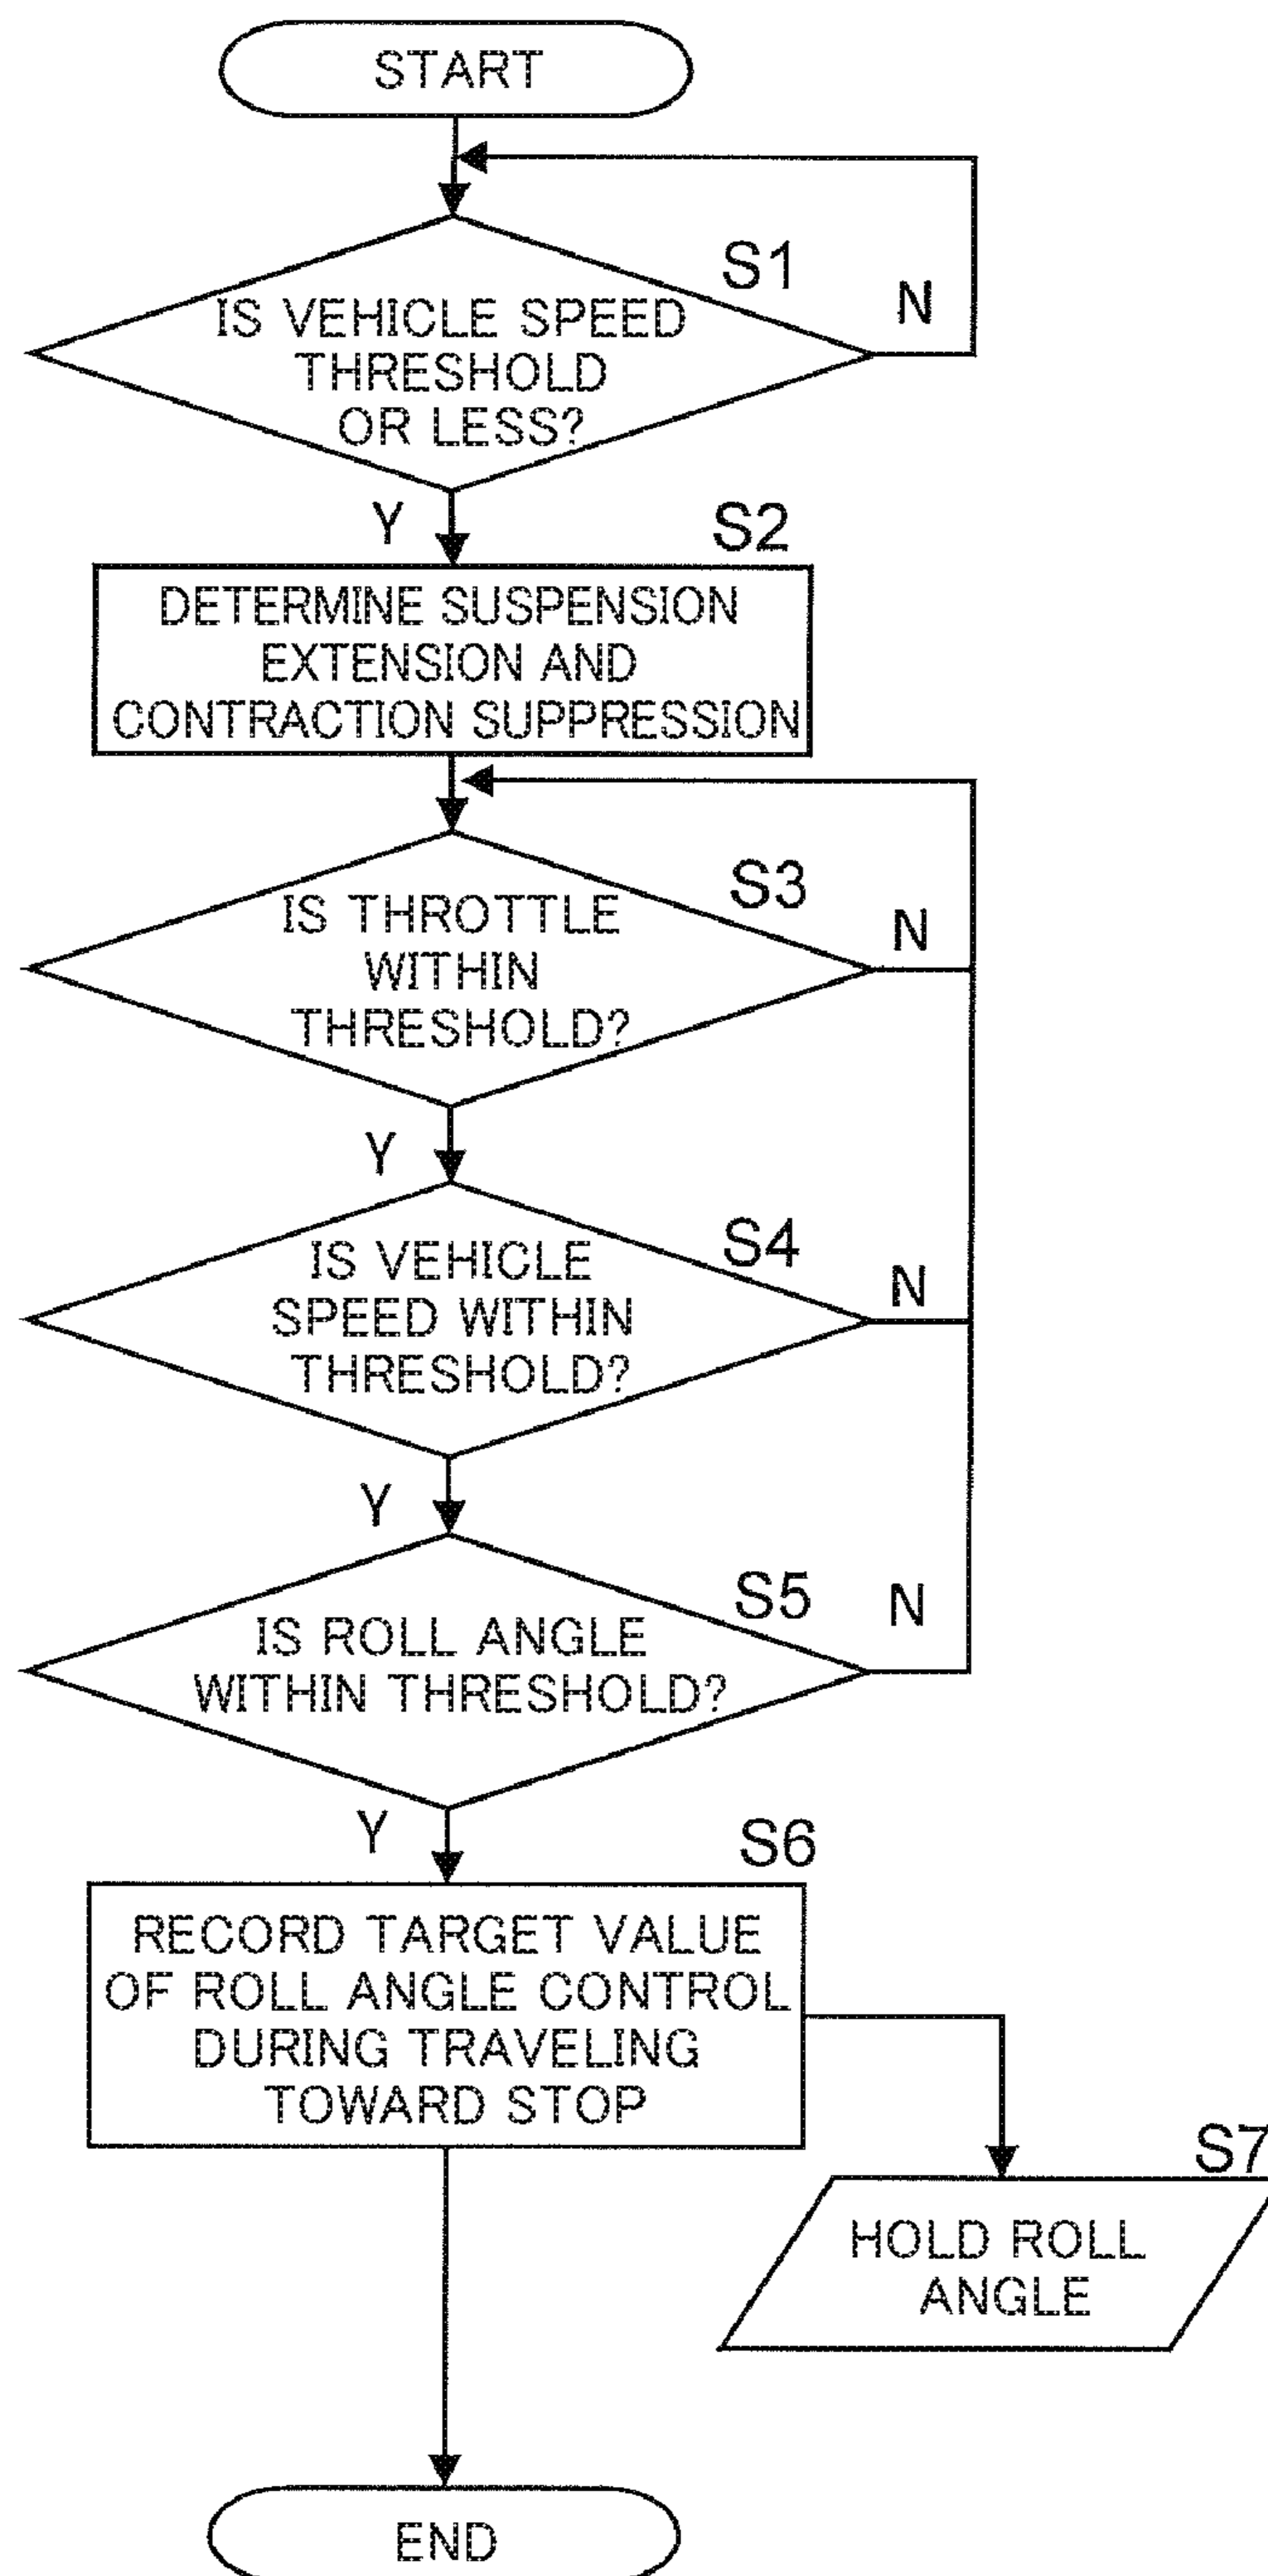 START
S1
IS VEHICLE SPEED
THRESHOLD
OR LESS?
N
Y
S2
DETERMINE SUSPENSION
EXTENSION AND
CONTRACTION SUPPRESSION
S3
IS THROTTLE
WITHIN
THRESHOLD?
N
Y
S4
IS VEHICLE
SPEED WITHIN
THRESHOLD?
N
Y
S5
IS ROLL ANGLE
WITHIN THRESHOLD?
N
Y
S6
RECORD TARGET VALUE
OF ROLL ANGLE CONTROL
DURING TRAVELING
TOWARD STOP
S7
HOLD ROLL
ANGLE
END